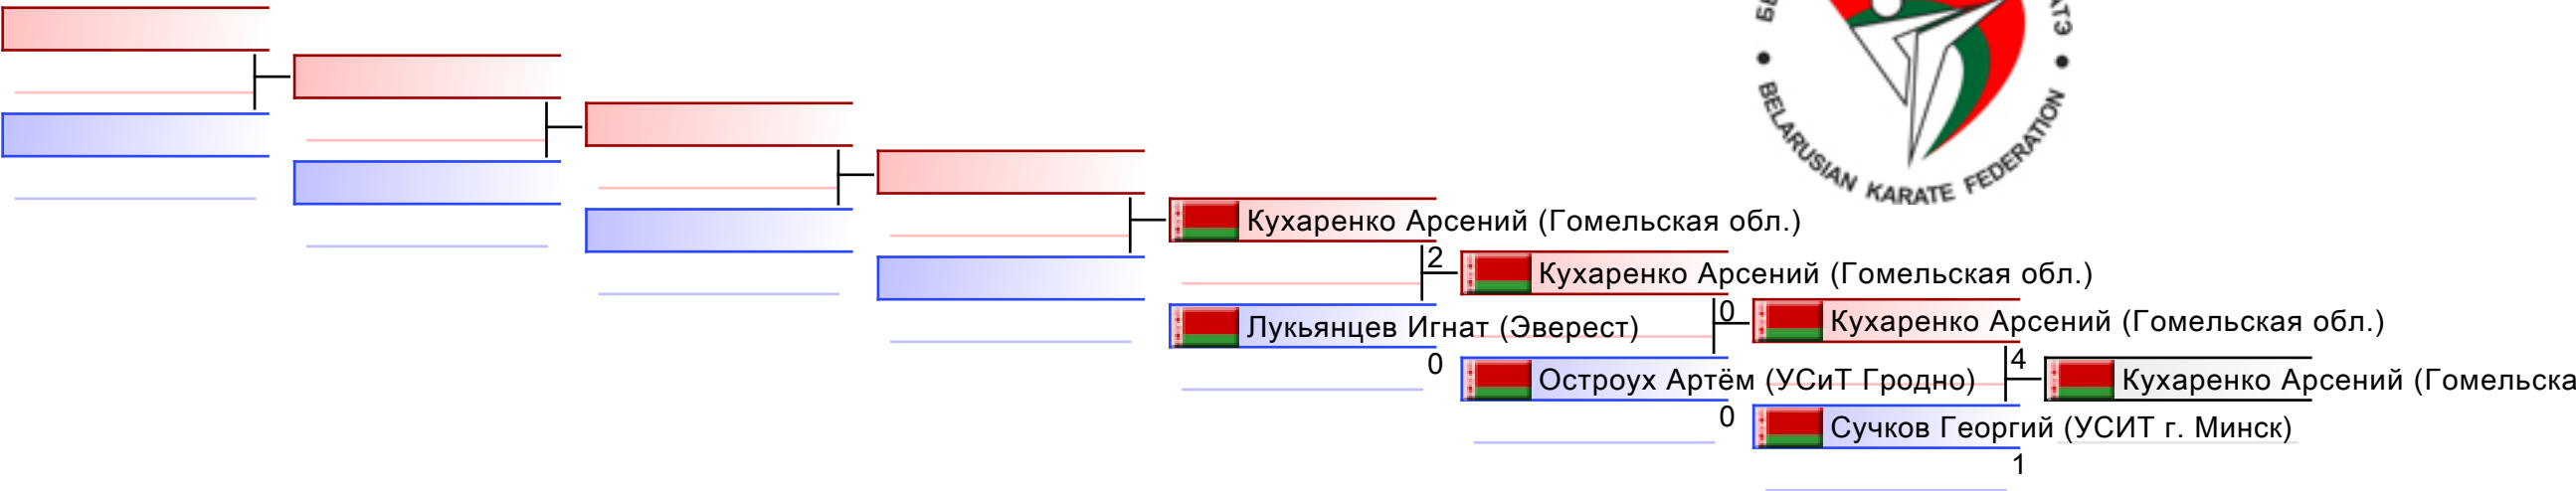 BELARUSIAN KARATE FEDERATION
Кухаренко Арсений (Гомельская обл.)
2
Кухаренко Арсений (Гомельская обл.)
0
Кухаренко Арсений (Гомельская обл.)
Лукьянцев Игнат (Эверест)
0
4
Остроух Артём (УСиТ Гродно)
Кухаренко Арсений (Гомельска
0
Сучков Георгий (УСИТ г. Минск)
1